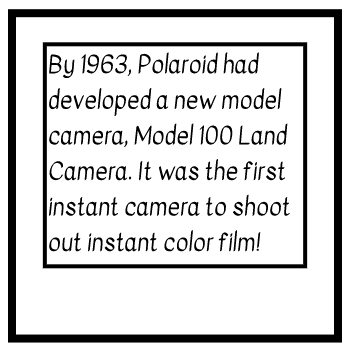 By 1963, Polaroid had
developed a new model
camera, Model 100 Land
Camera. It was the first
instant camera to shoot
out instant color film!